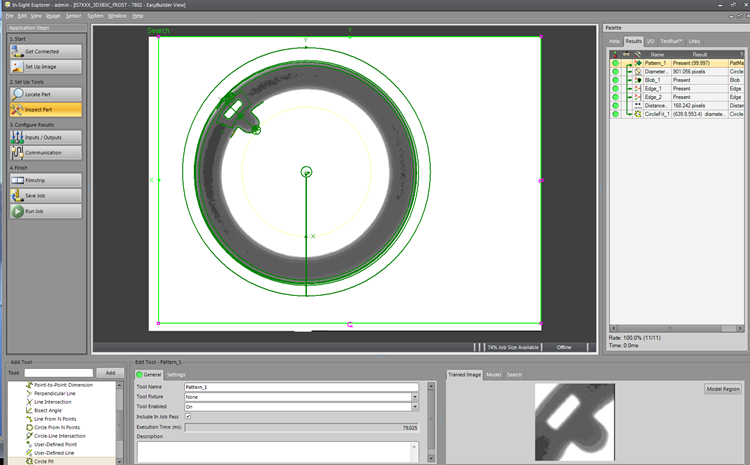 In-Sight Explorer - admin - [IS7XXX_3D383C_FROST - 7802 - EasyBuilder View]
File Edit View Image Sensor System Window Help
Application Steps
1. Start
Get Connected
Set Up Image
2. Set Up Tools
Locate Part
Inspect Part
3. Configure Results
Inputs / Outputs
Communication
4. Finish
Filmstrip
Save Job
Run Job
Search
Y
Y
X
X
74% Job Size Available
Offline
Palette
Help Results I/O TestRun™ Links
Name Result
Pattern_1 Present (99.997) PatMa
Diameter... 901.056 pixels Circle
Blob_1 Present
Edge_1 Present
Edge_2 Present
Distance... 168.242 pixels
CircleFit_1 (639.8,553.4) diamete... Circle
Rate: 100.0% (11/11)
Time: 0.0ms
Add Tool
Tool: Add
Point-to-Point Dimension
Perpendicular Line
Line Intersection
Bisect Angle
Line From N Points
Circle From N Points
Circle-Line Intersection
User-Defined Point
User-Defined Line
Circle Fit
Edit Tool - Pattern_1
General Settings
Tool Name Pattern_1
Tool Fixture None
Tool Enabled On
Include In Job Pass
Execution Time (ms) 79.025
Description
Trained Image Model Search
Model Region